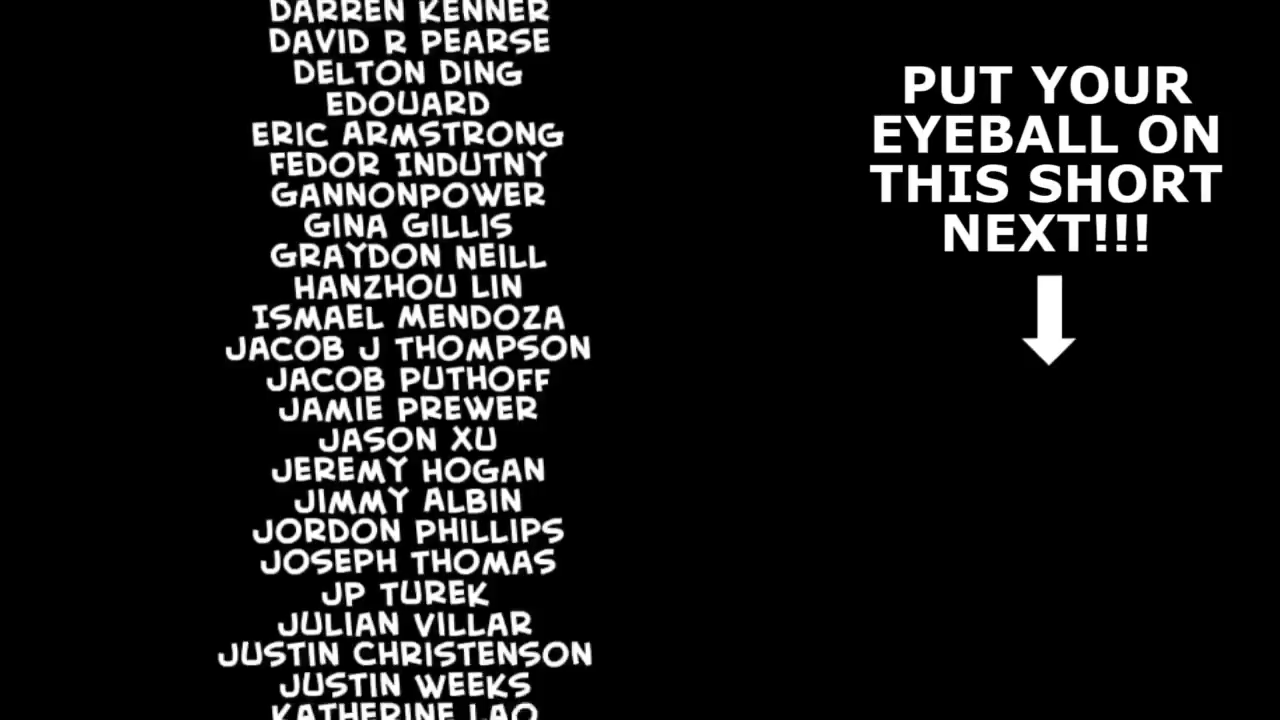 DARREN KENNER
DAVID R PEARSE
DELTON DING
EDOUARD
ERIC ARMSTRONG
FEDOR INDUTNY
GANNONPOWER
GINA GILLIS
GRAYDON NEILL
HANZHOU LIN
ISMAEL MENDOZA
JACOB J THOMPSON
JACOB PUTHOFF
JAMIE PREWER
JASON XU
JEREMY HOGAN
JIMMY ALBIN
JORDON PHILLIPS
JOSEPH THOMAS
JP TUREK
JULIAN VILLAR
JUSTIN CHRISTENSON
JUSTIN WEEKS
KATHERINE LAO
PUT YOUR
EYEBALL ON
THIS SHORT
NEXT!!!